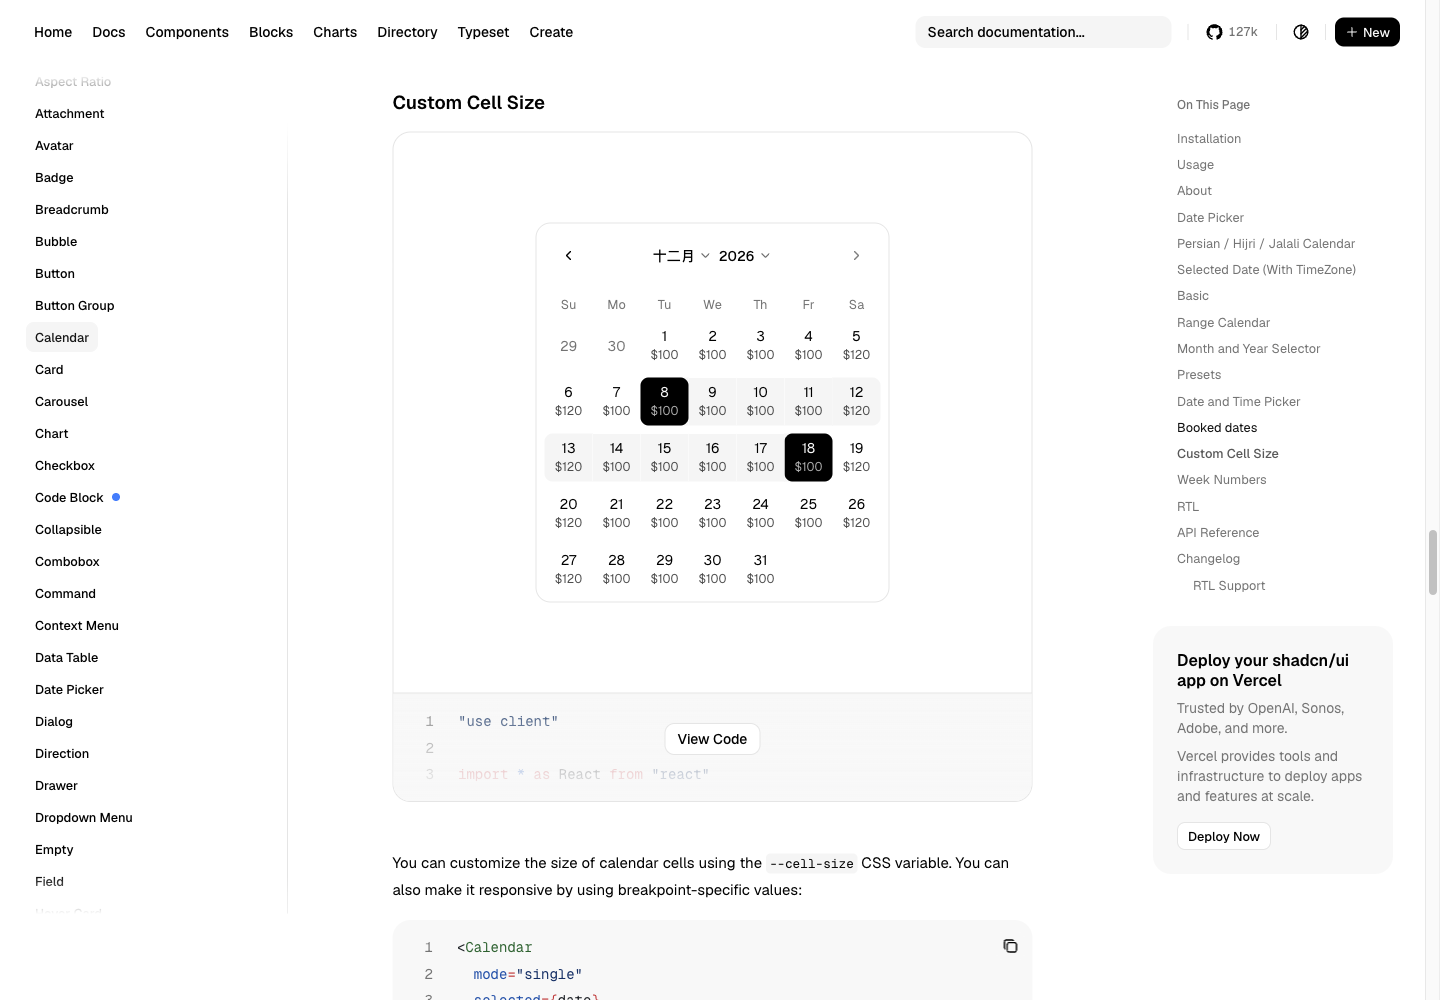 Home Docs Components Blocks Charts Directory Typeset Create
Search documentation...
127k
New
Aspect Ratio
Attachment
Avatar
Badge
Breadcrumb
Bubble
Button
Button Group
Calendar
Card
Carousel
Chart
Checkbox
Code Block
Collapsible
Combobox
Command
Context Menu
Data Table
Date Picker
Dialog
Direction
Drawer
Dropdown Menu
Empty
Field
Custom Cell Size
十二月 2026
Su Mo Tu We Th Fr Sa
29 30 1 2 3 4 5
$100 $100 $100 $100 $120
6 7 8 9 10 11 12
$120 $100 $100 $100 $100 $100 $120
13 14 15 16 17 18 19
$120 $100 $100 $100 $100 $100 $120
20 21 22 23 24 25 26
$120 $100 $100 $100 $100 $100 $120
27 28 29 30 31
$120 $100 $100 $100 $100
1 "use client"
2
View Code
3 import * as React from "react"
You can customize the size of calendar cells using the --cell-size CSS variable. You can
also make it responsive by using breakpoint-specific values:
1 <Calendar
2 mode="single"
3 selected={date}
On This Page
Installation
Usage
About
Date Picker
Persian / Hijri / Jalali Calendar
Selected Date (With TimeZone)
Basic
Range Calendar
Month and Year Selector
Presets
Date and Time Picker
Booked dates
Custom Cell Size
Week Numbers
RTL
API Reference
Changelog
RTL Support
Deploy your shadcn/ui
app on Vercel
Trusted by OpenAI, Sonos,
Adobe, and more.
Vercel provides tools and
infrastructure to deploy apps
and features at scale.
Deploy Now